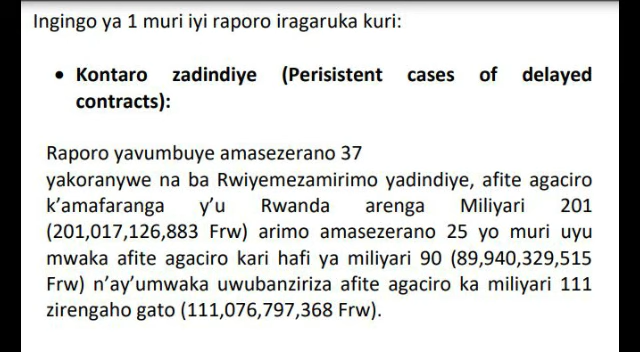 Ingingo ya 1 muri iyi raporo iragaruka kuri:
• Kontaro zadindiye (Perisistent cases of delayed
contracts):
Raporo yavumbuye amasezerano 37
yakoranywe na ba Rwiyemezamirimo yadindiye, afite agaciro
k’amafaranga y’u Rwanda arenga Miliyari 201
(201,017,126,883 Frw) arimo amasezerano 25 yo muri uyu
mwaka afite agaciro kari hafi ya miliyari 90 (89,940,329,515
Frw) n’ay’umwaka uwubanziriza afite agaciro ka miliyari 111
zirengaho gato (111,076,797,368 Frw).